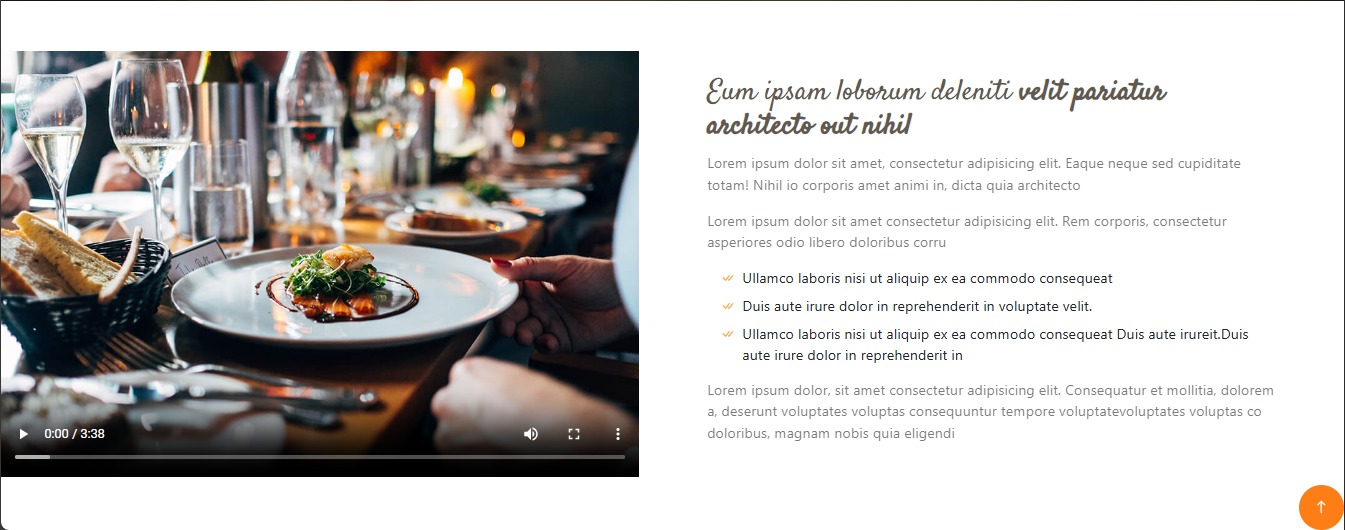 Eum ipsam loborum deleniti velit pariatur
architecto out nihil
Lorem ipsum dolor sit amet, consectetur adipisicing elit. Eaque neque sed cupiditate
totam! Nihil io corporis amet animi in, dicta quia architecto
Lorem ipsum dolor sit amet consectetur adipisicing elit. Rem corporis, consectetur
asperiores odio libero doloribus corru
Ullamco laboris nisi ut aliquip ex ea commodo consequeat
Duis aute irure dolor in reprehenderit in voluptate velit.
Ullamco laboris nisi ut aliquip ex ea commodo consequeat Duis aute irureit.Duis
aute irure dolor in reprehenderit in
Lorem ipsum dolor, sit amet consectetur adipisicing elit. Consequatur et mollitia, dolorem
a, deserunt voluptates voluptas consequuntur tempore voluptatevoluptates voluptas co
doloribus, magnam nobis quia eligendi
0:00 / 3:38